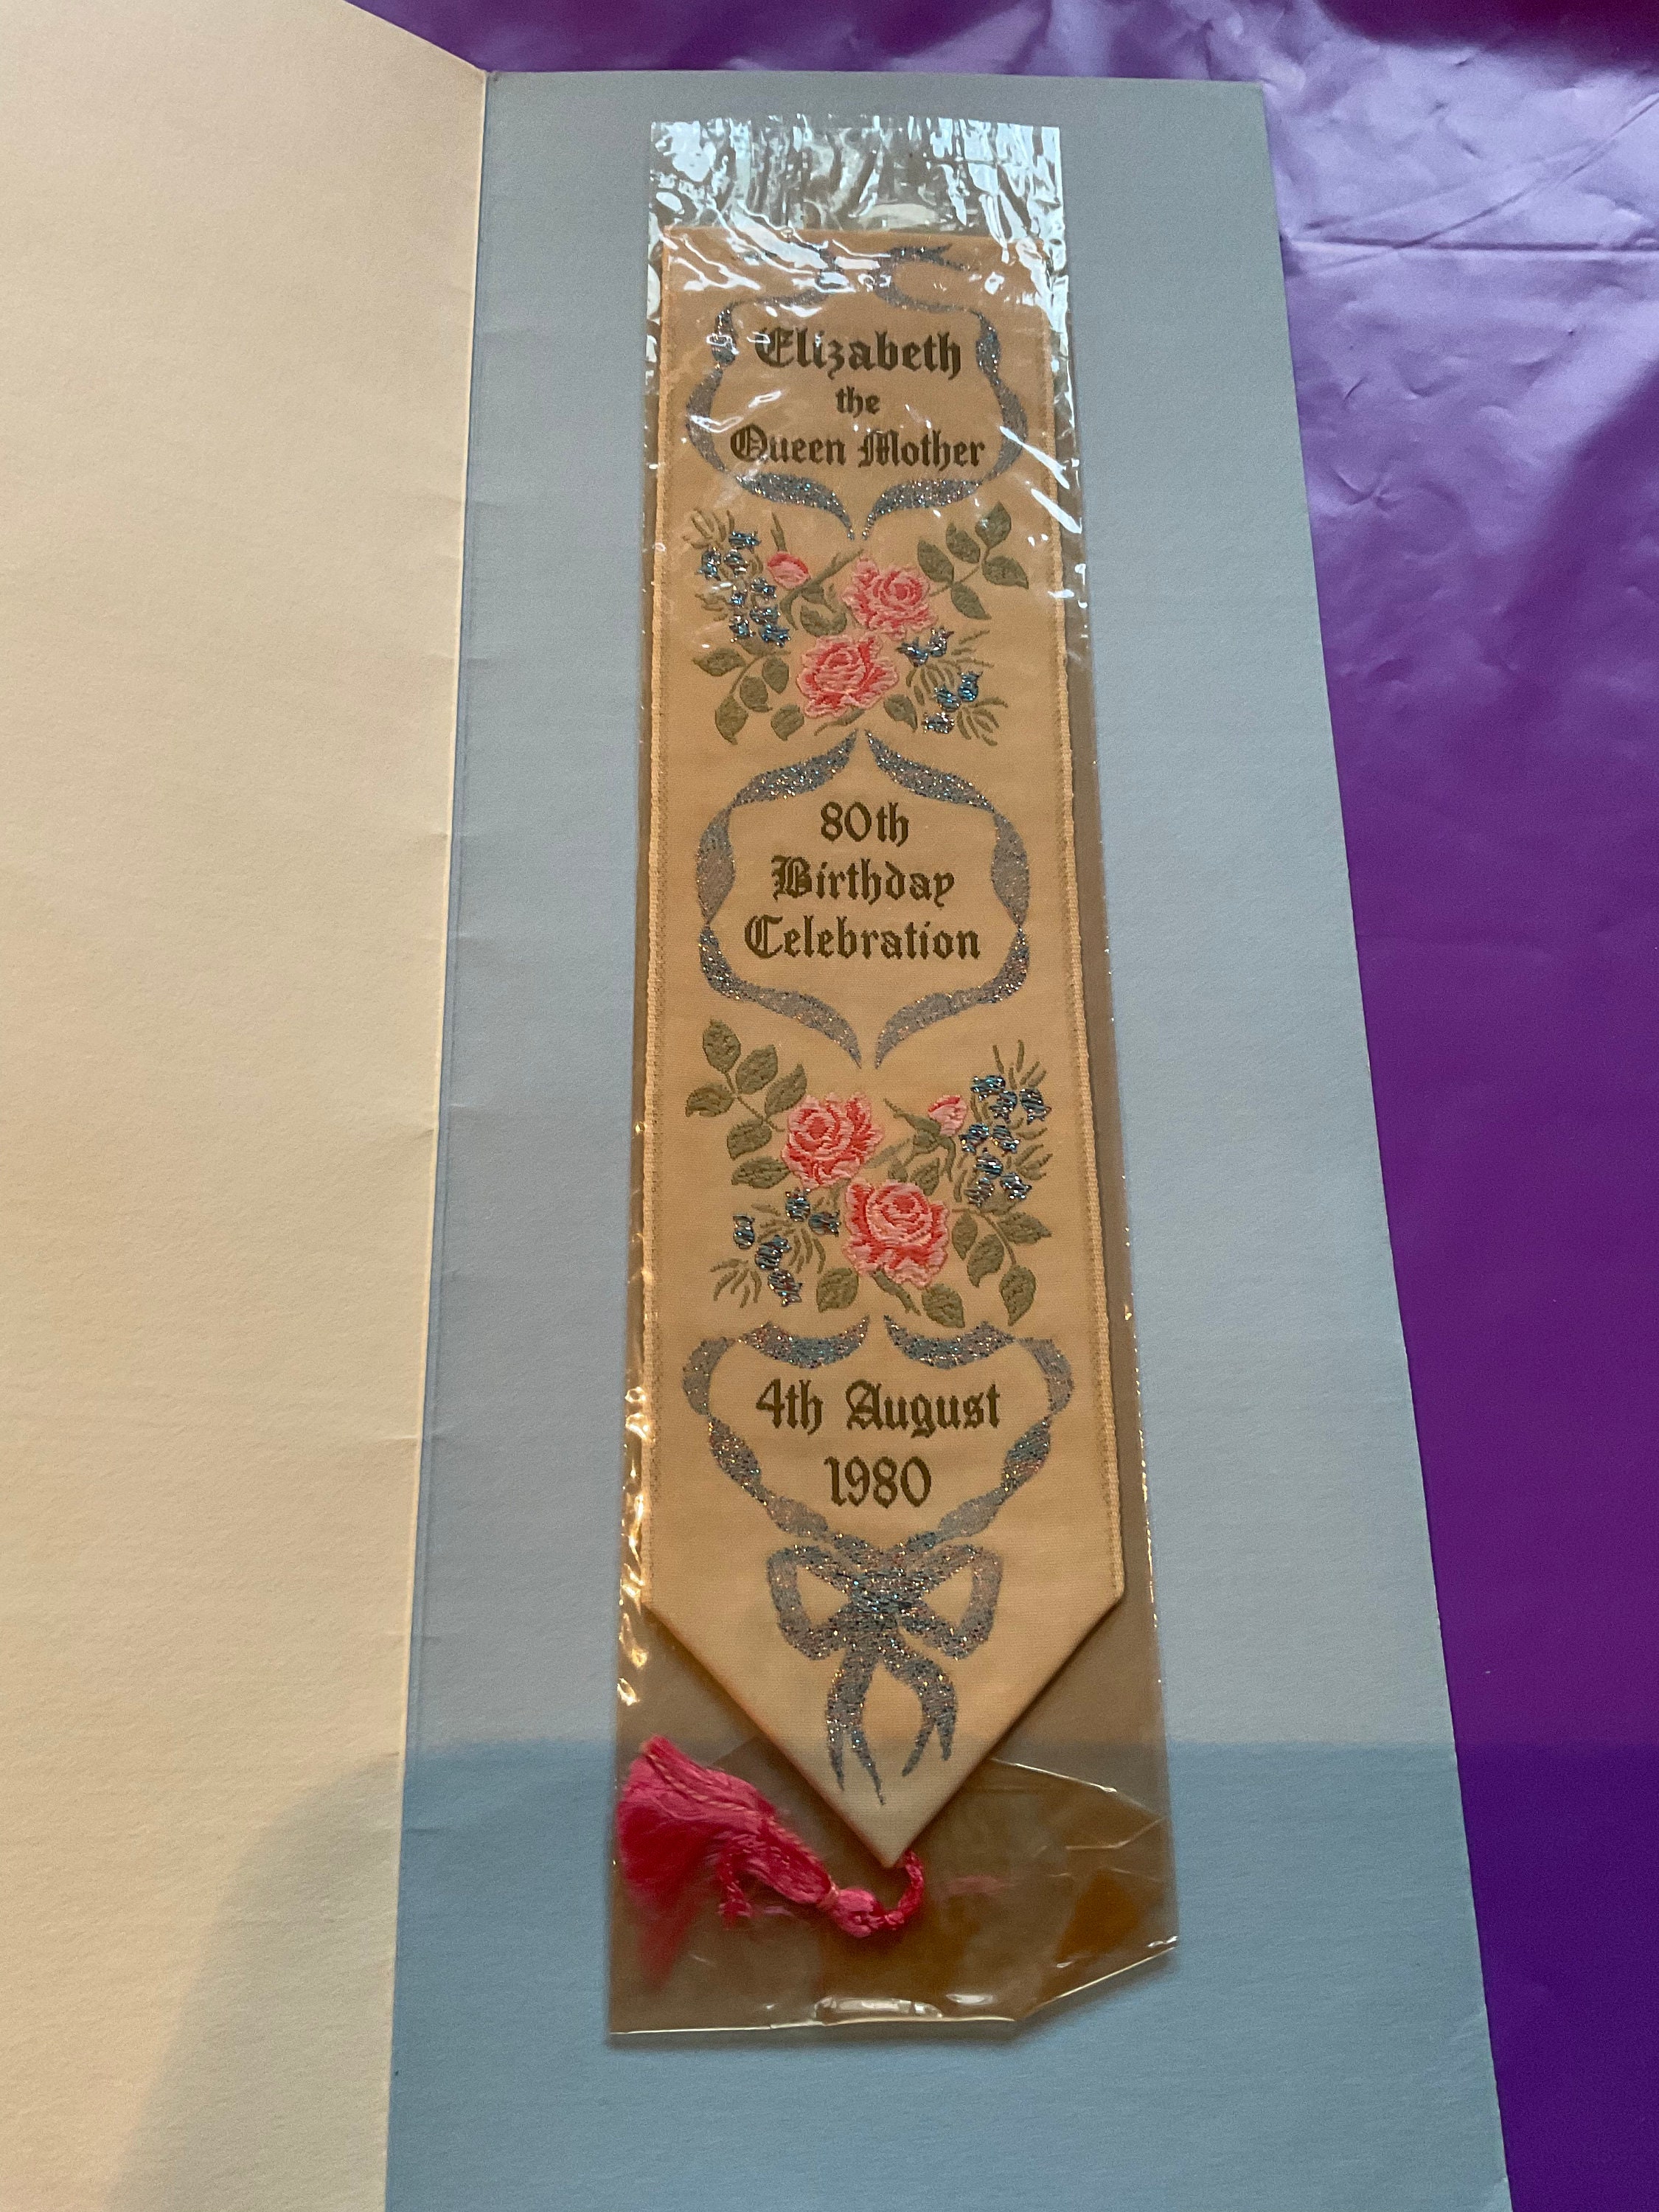 Elizabeth
the
Queen Mother
80th
Birthday
Celebration
4th August
1980